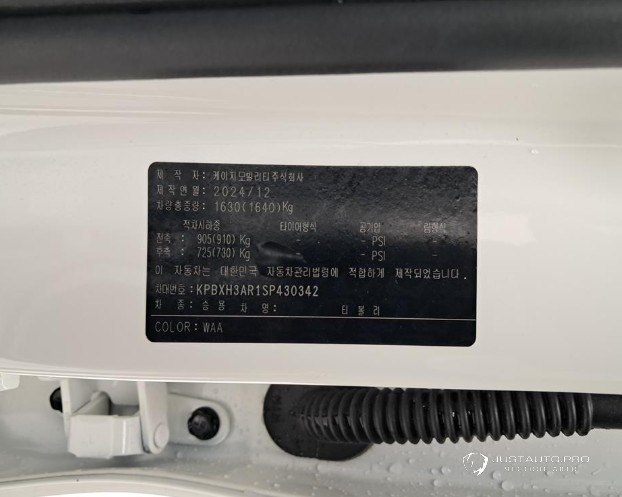 제 작 자: 케이지모빌리티주식회사
제작연월: 2024/12
차량총중량: 1630(1640)Kg
적차시하중 타이어형식 공기압 림형식
전축: 905(910) Kg - - - PSI -
후축: 725(730) Kg - - - PSI -
이 자동차는 대한민국 자동차관리법령에 적합하게 제작되었습니다.
차대번호: KPBXH3AR1SP430342
차 종: 승용 차 명: 티볼리
COLOR: WAA
JUSTAUTO.PRO